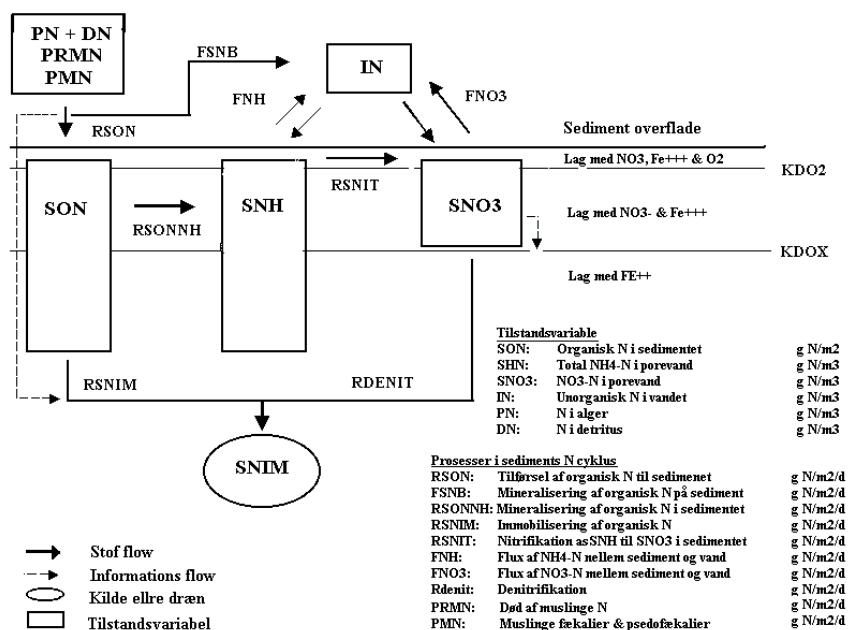 PN + DN
PRMN
PMN
FSNB
IN
FNH
FNO3
RSON
Sediment overflade
Lag med NO3, Fe+++ & O2
KDO2
RSNIT
SON
SNH
SNO3
RSONNH
Lag med NO3- & Fe+++
KDOX
Lag med FE++
RSNIM
RDENIT
SNIM
Tilstandsvariable
SON: Organisk N i sedimentet g N/m2
SHN: Total NH4-N i porevand g N/m3
SNO3: NO3-N i porevand g N/m3
IN: Unorganisk N i vandet g N/m3
PN: N i alger g N/m3
DN: N i detritus g N/m3
Prosesser i sediments N cyklus
RSON: Tilførsel af organisk N til sedimenet g N/m2/d
FSNB: Mineralisering af organisk N på sediment g N/m2/d
RSONNH: Mineralisering af organisk N i sedimentet g N/m2/d
RSNIM: Immobilisering af organisk N g N/m2/d
RSNIT: Nitrifikation as SNH til SNO3 i sedimentet g N/m2/d
FNH: Flux af NH4-N mellem sediment og vand g N/m2/d
FNO3: Flux af NO3-N mellem sediment og vand g N/m2/d
Rdenit: Denitrifikation g N/m2/d
PRMN: Død af muslinge N g N/m2/d
PMN: Muslinge fækalier & psedofækalier g N/m2/d
Stof flow
Informations flow
Kilde ellre dræn
Tilstandsvariabel